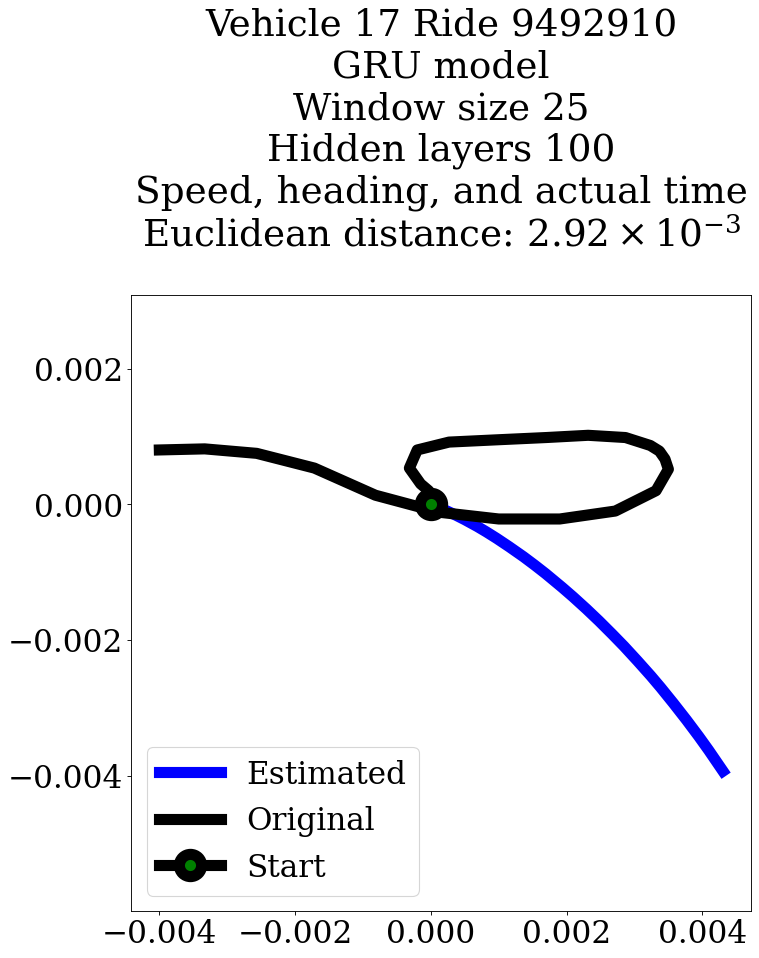 Vehicle 17 Ride 9492910
GRU model
Window size 25
Hidden layers 100
Speed, heading, and actual time
Euclidean distance: 2.92 × 10⁻³
0.002
0.000
−0.002
−0.004
Estimated
Original
Start
−0.004 −0.002 0.000 0.002 0.004